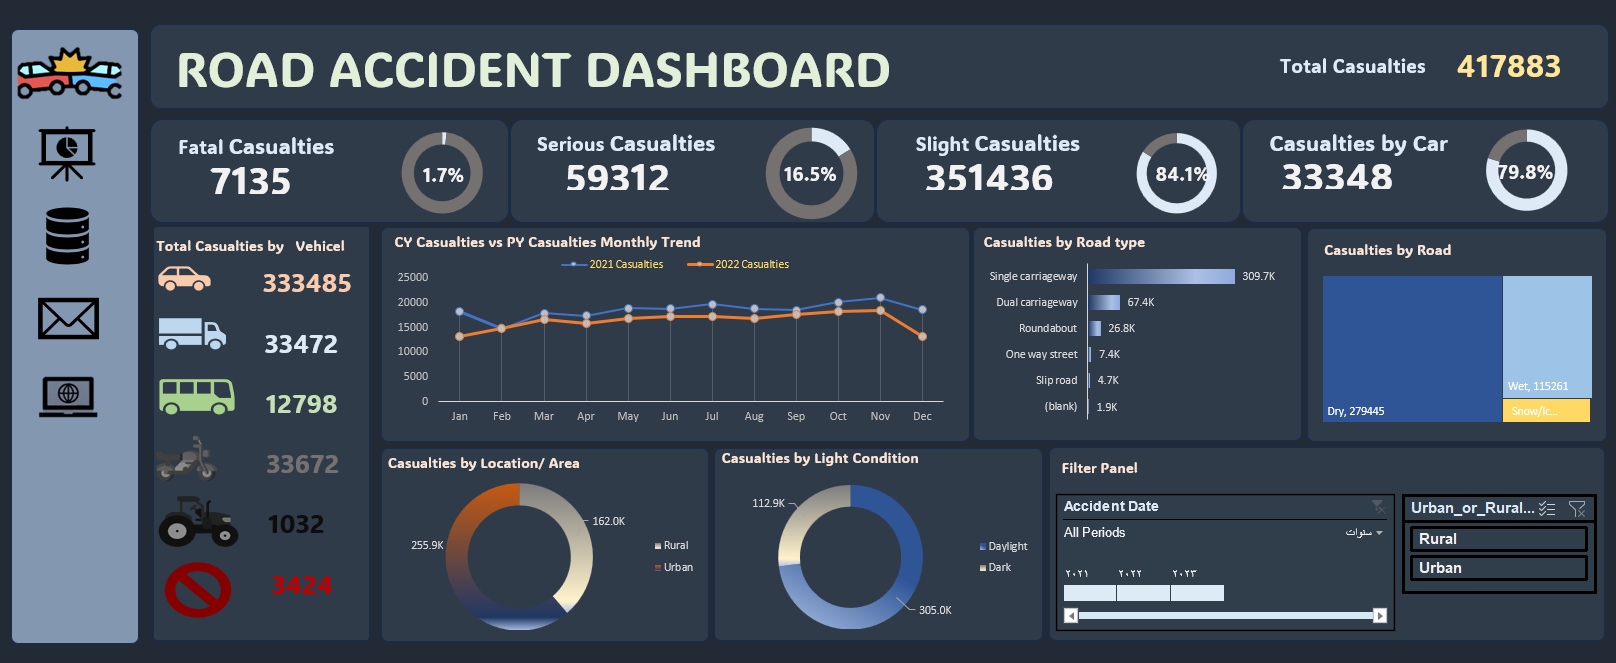 ROAD ACCIDENT DASHBOARD
Total Casualties 417883
Fatal Casualties
7135
1.7%
Serious Casualties
59312
16.5%
Slight Casualties
351436
84.1%
Casualties by Car
33348
79.8%
Total Casualties by Vehicel
333485
33472
12798
33672
1032
3424
CY Casualties vs PY Casualties Monthly Trend
2021 Casualties 2022 Casualties
25000
20000
15000
10000
5000
0
Jan Feb Mar Apr May Jun Jul Aug Sep Oct Nov Dec
Casualties by Road type
Single carriageway 309.7K
Dual carriageway 67.4K
Roundabout 26.8K
One way street 7.4K
Slip road 4.7K
(blank) 1.9K
Casualties by Road
Dry, 279445
Wet, 115261
Snow/Ic...
Casualties by Location/ Area
162.0K
255.9K
Rural
Urban
Casualties by Light Condition
112.9K
305.0K
Daylight
Dark
Filter Panel
Accident Date
All Periods سنوات
٢٠٢١ ٢٠٢٢ ٢٠٢٣
Urban_or_Rural...
Rural
Urban